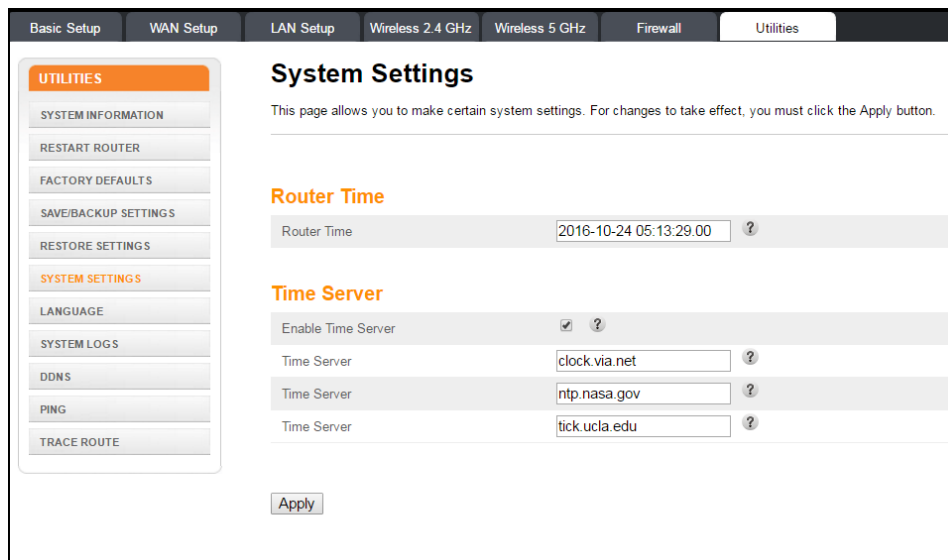 Basic Setup WAN Setup LAN Setup Wireless 2.4 GHz Wireless 5 GHz Firewall Utilities
UTILITIES
SYSTEM INFORMATION
RESTART ROUTER
FACTORY DEFAULTS
SAVE/BACKUP SETTINGS
RESTORE SETTINGS
SYSTEM SETTINGS
LANGUAGE
SYSTEM LOGS
DDNS
PING
TRACE ROUTE
System Settings
This page allows you to make certain system settings. For changes to take effect, you must click the Apply button.
Router Time
Router Time 2016-10-24 05:13:29.00 ?
Time Server
Enable Time Server ?
Time Server clock.via.net ?
Time Server ntp.nasa.gov ?
Time Server tick.ucla.edu ?
Apply